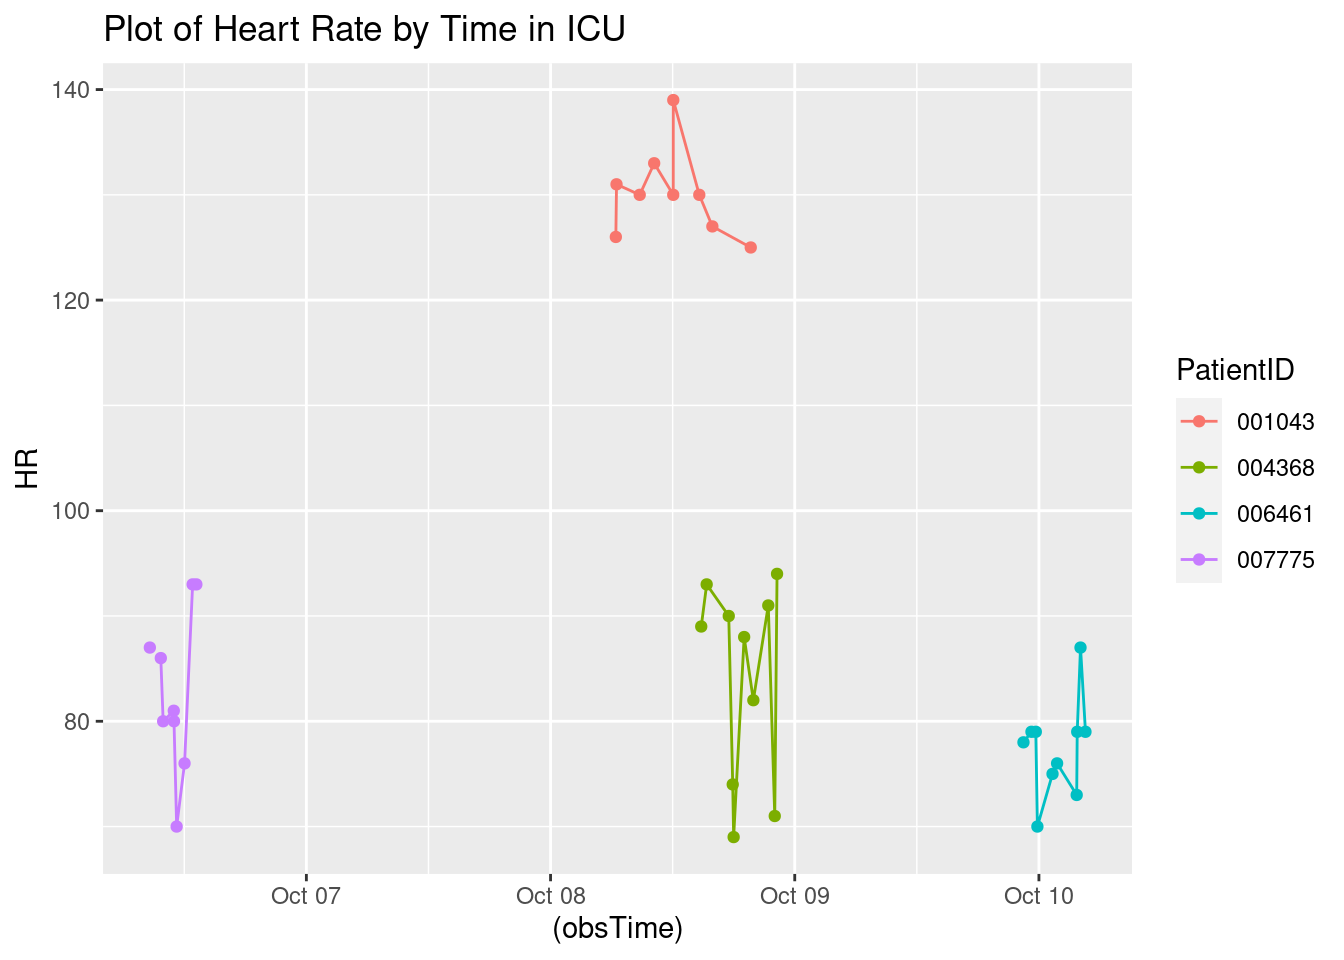 Plot of Heart Rate by Time in ICU
140
120
100
80
HR
Oct 07 Oct 08 Oct 09 Oct 10
(obsTime)
PatientID
001043
004368
006461
007775